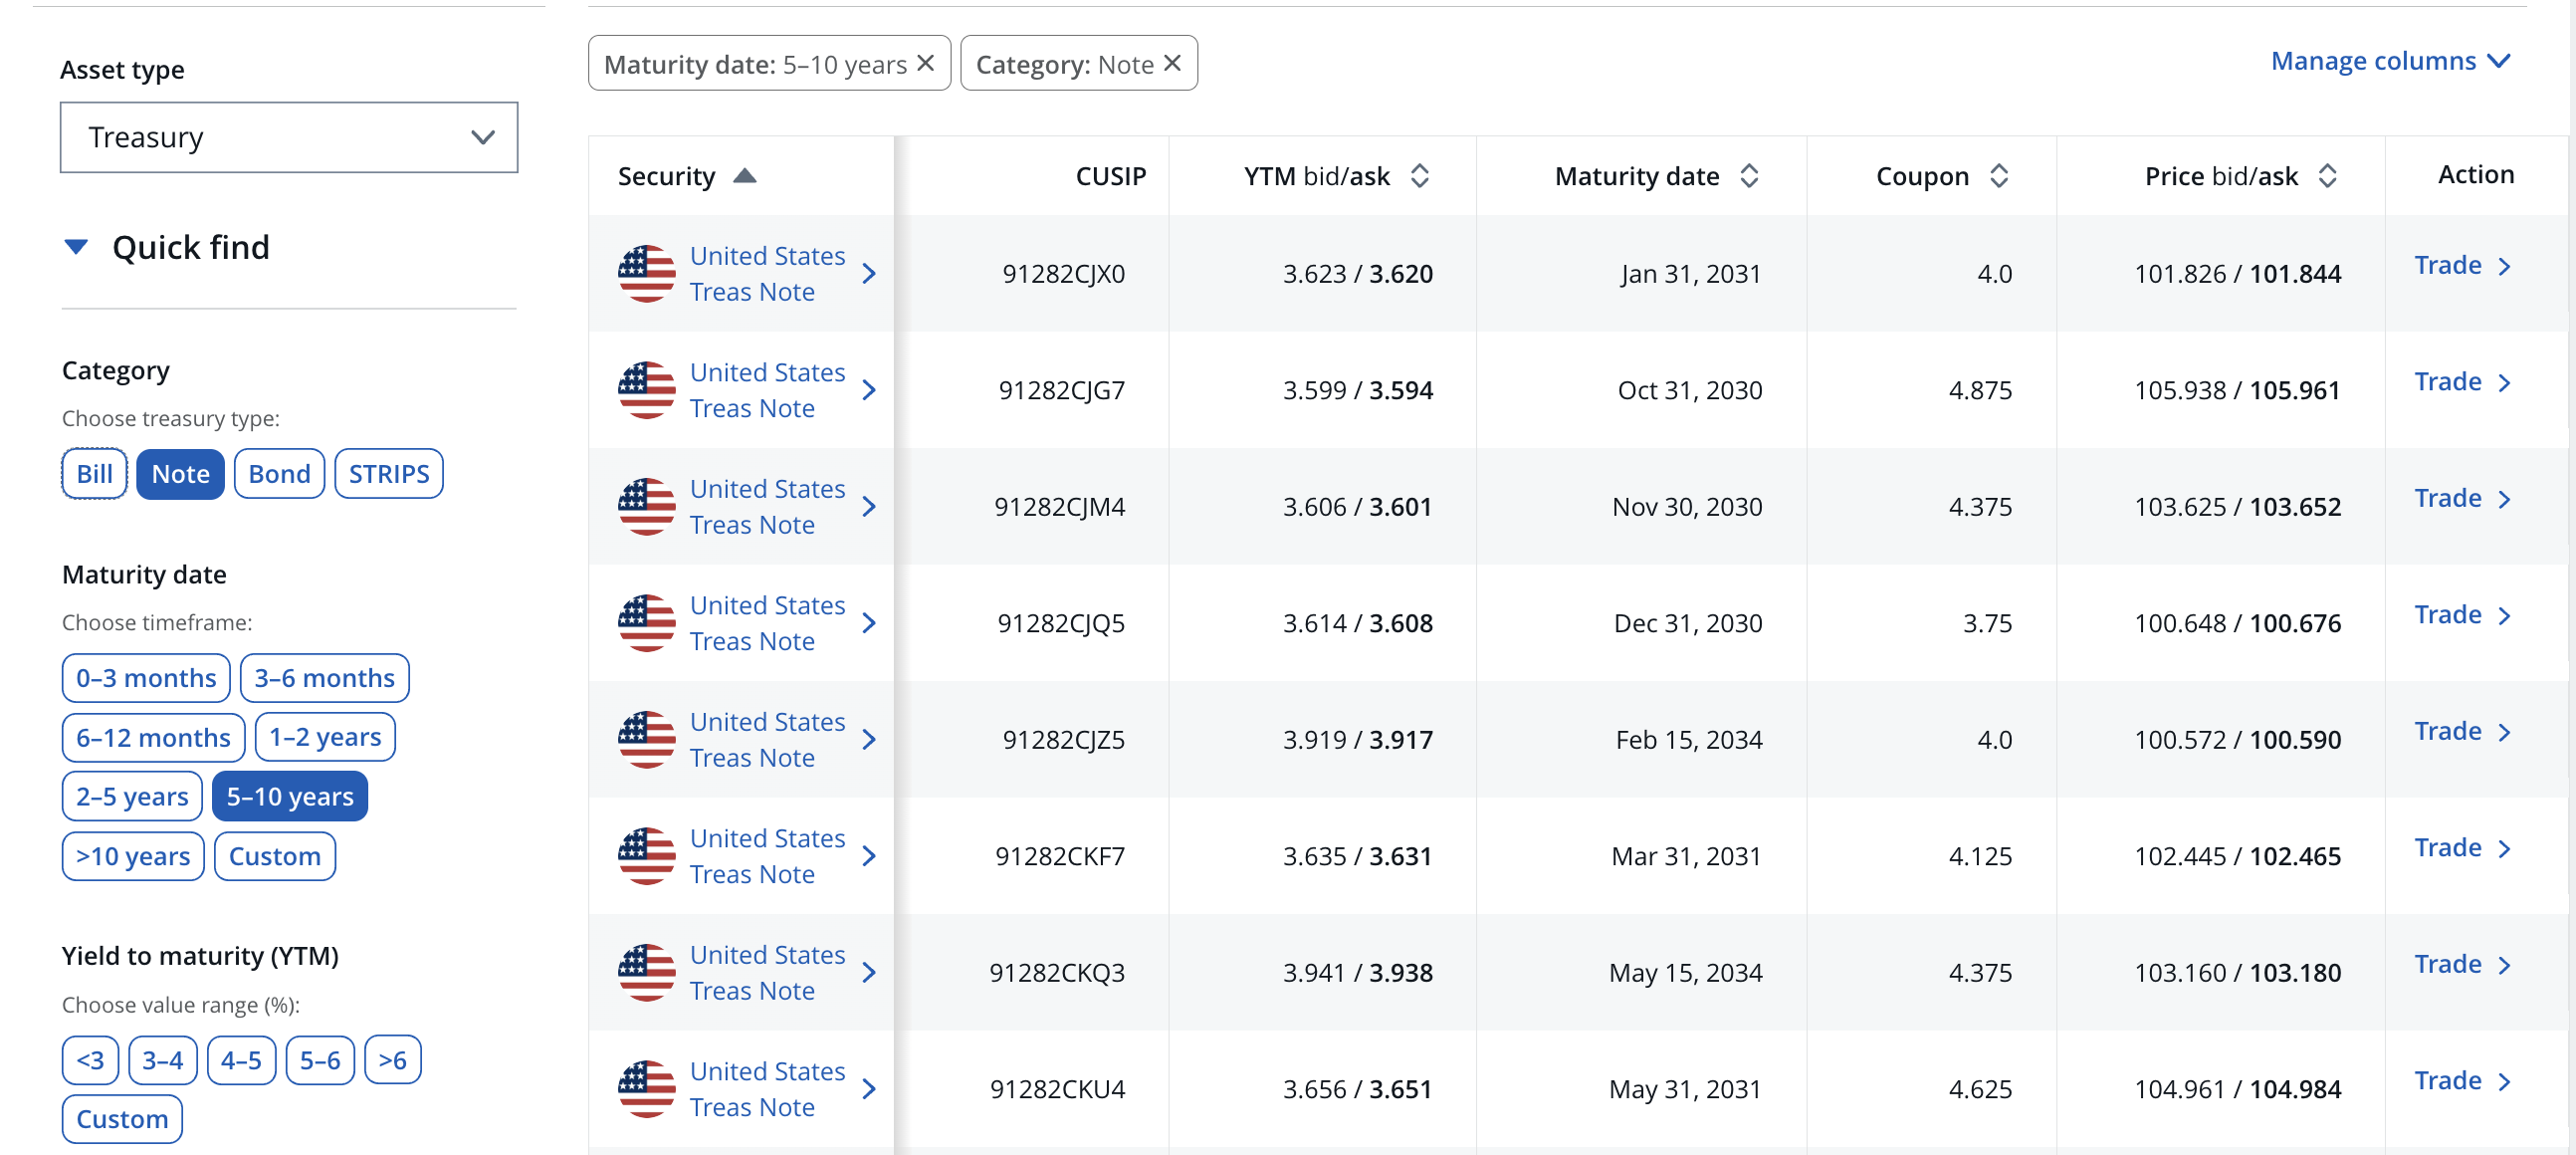 Asset type
Treasury
Quick find
Category
Choose treasury type:
Bill Note Bond STRIPS
Maturity date
Choose timeframe:
0–3 months 3–6 months
6–12 months 1–2 years
2–5 years 5–10 years
>10 years Custom
Yield to maturity (YTM)
Choose value range (%):
<3 3–4 4–5 5–6 >6
Custom
Maturity date: 5–10 years Category: Note Manage columns
Security CUSIP YTM bid/ask Maturity date Coupon Price bid/ask Action
United States
Treas Note 91282CJX0 3.623 / 3.620 Jan 31, 2031 4.0 101.826 / 101.844 Trade
United States
Treas Note 91282CJG7 3.599 / 3.594 Oct 31, 2030 4.875 105.938 / 105.961 Trade
United States
Treas Note 91282CJM4 3.606 / 3.601 Nov 30, 2030 4.375 103.625 / 103.652 Trade
United States
Treas Note 91282CJQ5 3.614 / 3.608 Dec 31, 2030 3.75 100.648 / 100.676 Trade
United States
Treas Note 91282CJZ5 3.919 / 3.917 Feb 15, 2034 4.0 100.572 / 100.590 Trade
United States
Treas Note 91282CKF7 3.635 / 3.631 Mar 31, 2031 4.125 102.445 / 102.465 Trade
United States
Treas Note 91282CKQ3 3.941 / 3.938 May 15, 2034 4.375 103.160 / 103.180 Trade
United States
Treas Note 91282CKU4 3.656 / 3.651 May 31, 2031 4.625 104.961 / 104.984 Trade